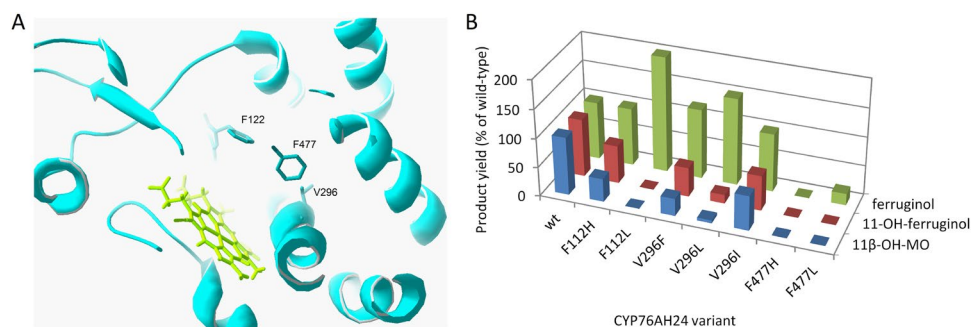 A
F122
F477
V296
B
Product yield (% of wild-type)
200
150
100
50
0
wt
F112H
F112L
V296F
V296L
V296I
F477H
F477L
ferruginol
11-OH-ferruginol
11β-OH-MO
CYP76AH24 variant